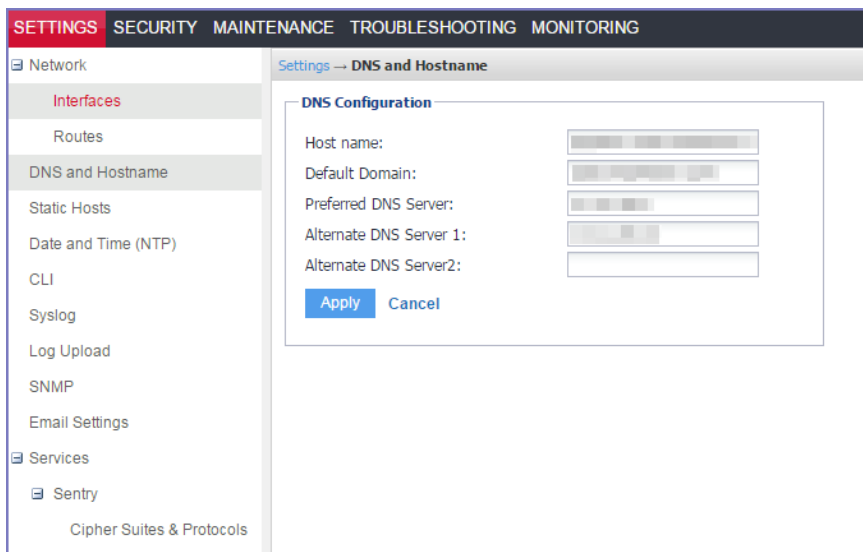 SETTINGS SECURITY MAINTENANCE TROUBLESHOOTING MONITORING
Network
Interfaces
Routes
DNS and Hostname
Static Hosts
Date and Time (NTP)
CLI
Syslog
Log Upload
SNMP
Email Settings
Services
Sentry
Cipher Suites & Protocols
Settings → DNS and Hostname
DNS Configuration
Host name:
Default Domain:
Preferred DNS Server:
Alternate DNS Server 1:
Alternate DNS Server2:
Apply Cancel